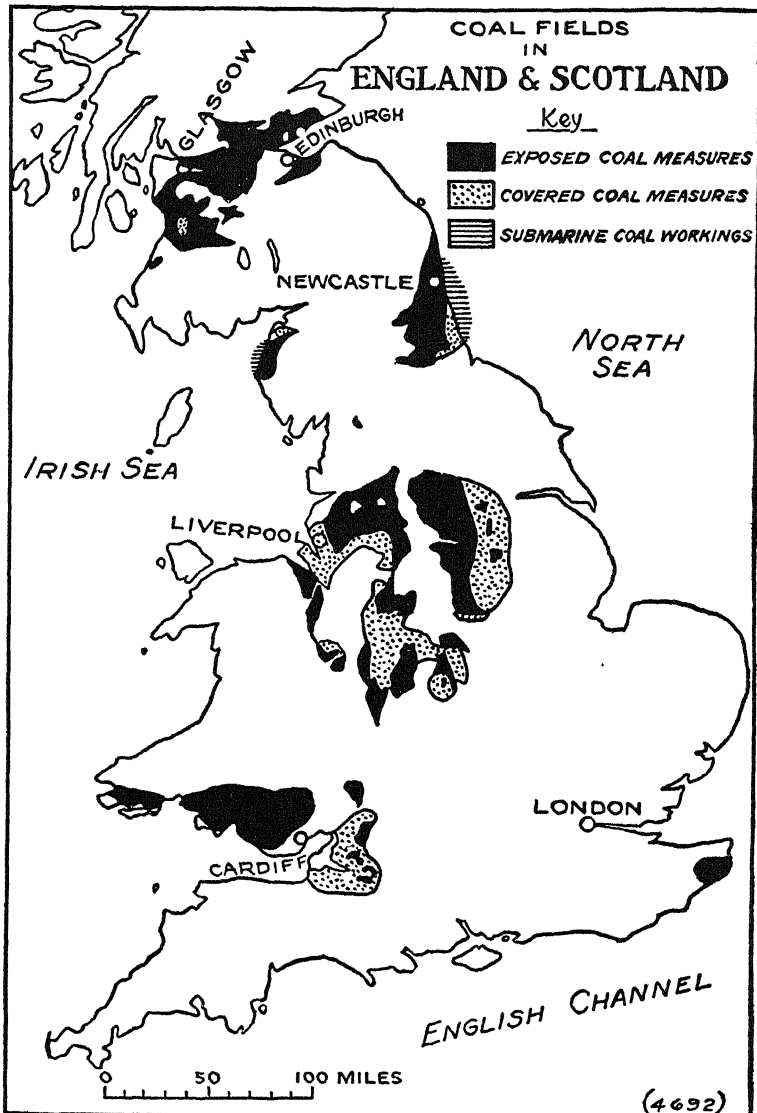 COAL FIELDS
IN
ENGLAND & SCOTLAND
Key
EXPOSED COAL MEASURES
COVERED COAL MEASURES
SUBMARINE COAL WORKINGS
GLASGOW
EDINBURGH
NEWCASTLE
NORTH
SEA
IRISH SEA
LIVERPOOL
LONDON
CARDIFF
ENGLISH CHANNEL
0 50 100 MILES
(4692)